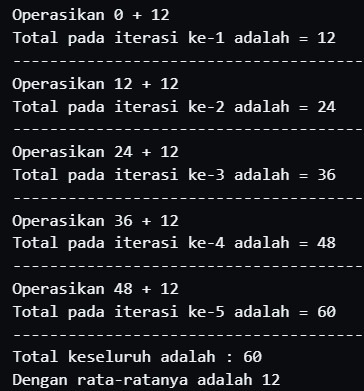 Operasikan 0 + 12
Total pada iterasi ke-1 adalah = 12
---------------------------------------
Operasikan 12 + 12
Total pada iterasi ke-2 adalah = 24
---------------------------------------
Operasikan 24 + 12
Total pada iterasi ke-3 adalah = 36
---------------------------------------
Operasikan 36 + 12
Total pada iterasi ke-4 adalah = 48
---------------------------------------
Operasikan 48 + 12
Total pada iterasi ke-5 adalah = 60
---------------------------------------
Total keseluruh adalah : 60
Dengan rata-ratanya adalah 12